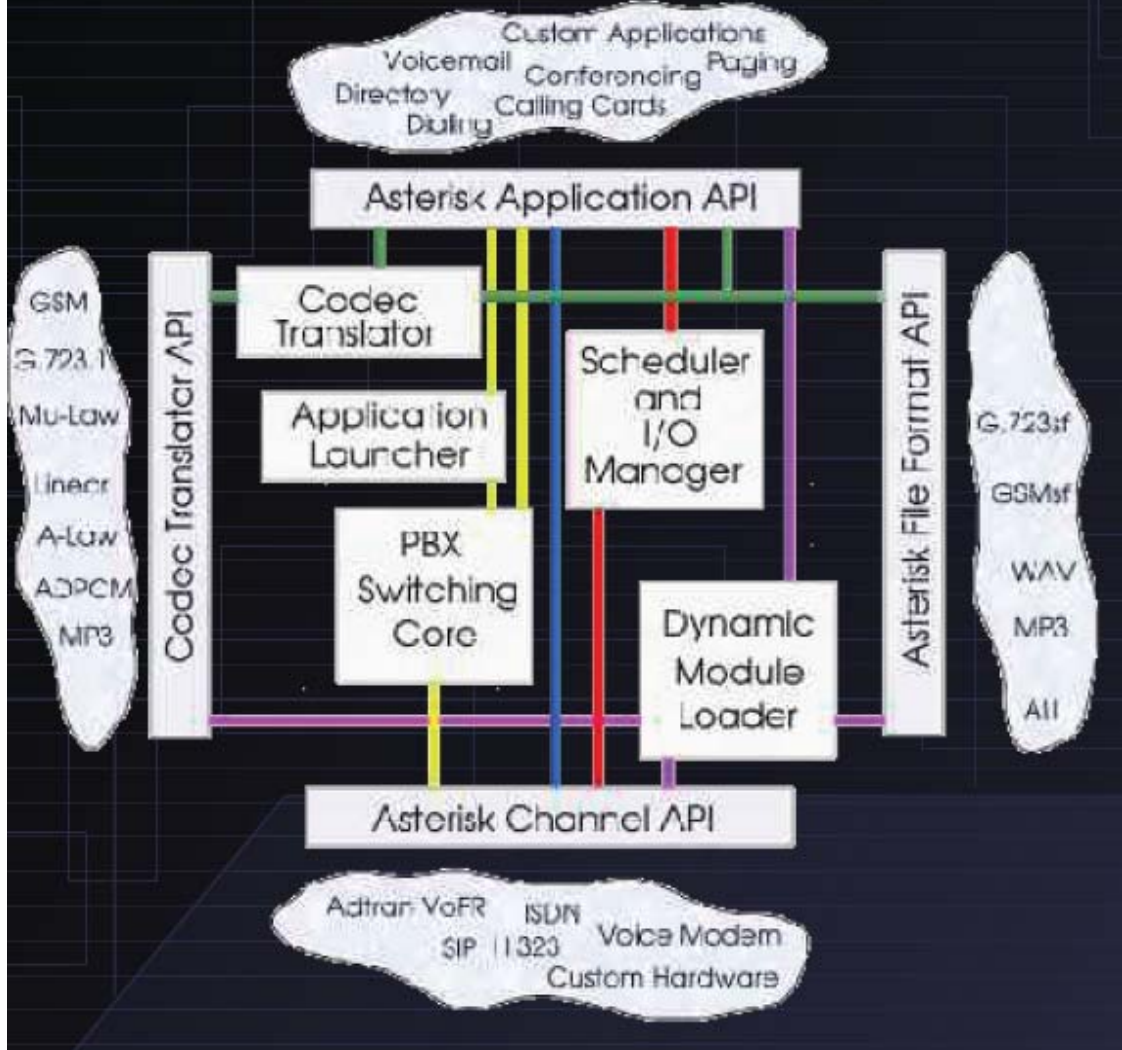 Custom Applications
Voicemail
Conferencing
Paging
Directory
Calling Cards
Dialing
Asterisk Application API
Codec
Translator
Application
Launcher
PBX
Switching
Core
Scheduler
and
I/O
Manager
Dynamic
Module
Loader
Codec Translator API
GSM
G.723.1
Mu-Law
Linear
A-Law
ADPCM
MP3
Asterisk File Format API
G.723sf
GSMsf
WAV
MP3
Asterisk Channel API
Adtran VoFR
ISDN
SIP H.323
Voice Modem
Custom Hardware